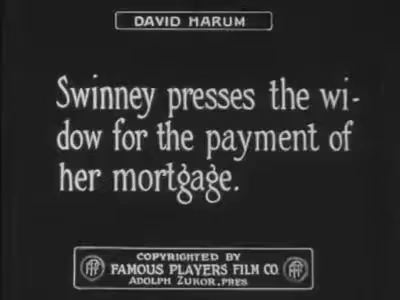 DAVID HARUM
Swinney presses the wi-
dow for the payment of
her mortgage.
COPYRIGHTED BY
FAMOUS PLAYERS FILM CO.
ADOLPH ZUKOR, PRES